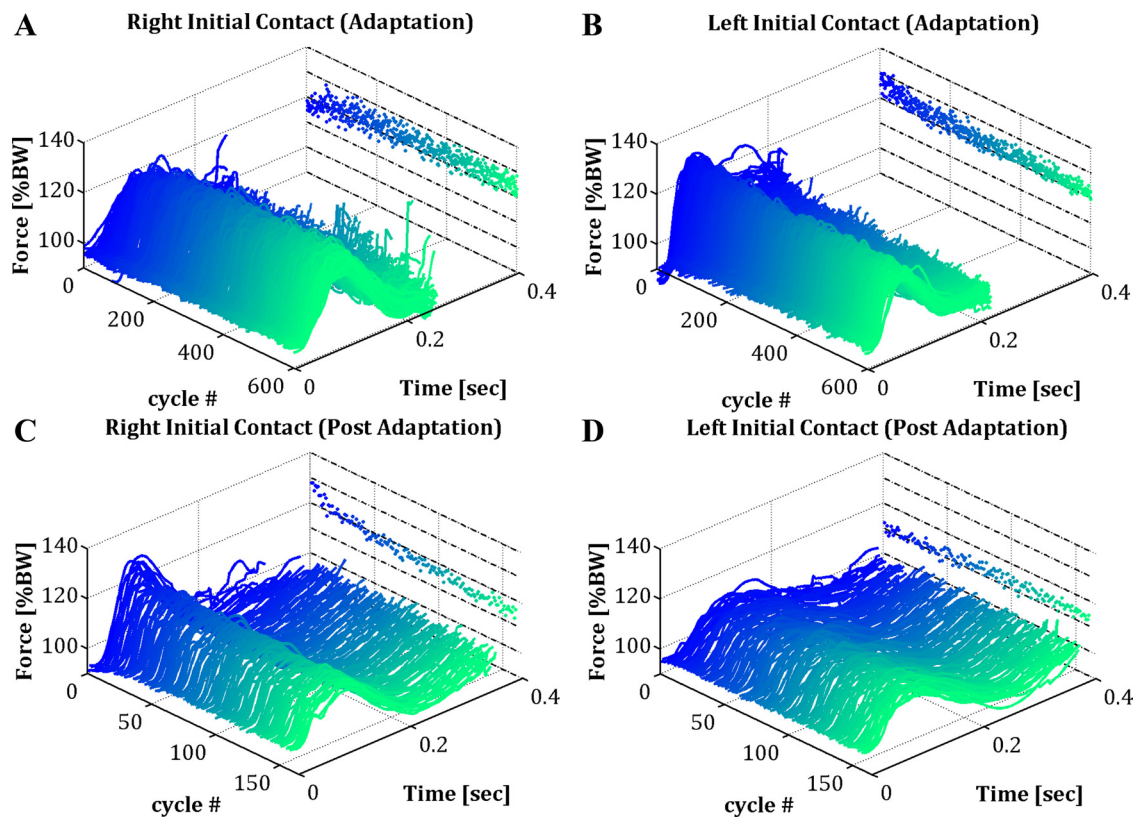 A
Right Initial Contact (Adaptation)
Force [%BW]
140
120
100
0
200
400
600
cycle #
0
0.2
0.4
Time [sec]
B
Left Initial Contact (Adaptation)
Force [%BW]
140
120
100
0
200
400
600
cycle #
0
0.2
0.4
Time [sec]
C
Right Initial Contact (Post Adaptation)
Force [%BW]
140
120
100
0
50
100
150
cycle #
0
0.2
0.4
Time [sec]
D
Left Initial Contact (Post Adaptation)
Force [%BW]
140
120
100
0
50
100
150
cycle #
0
0.2
0.4
Time [sec]